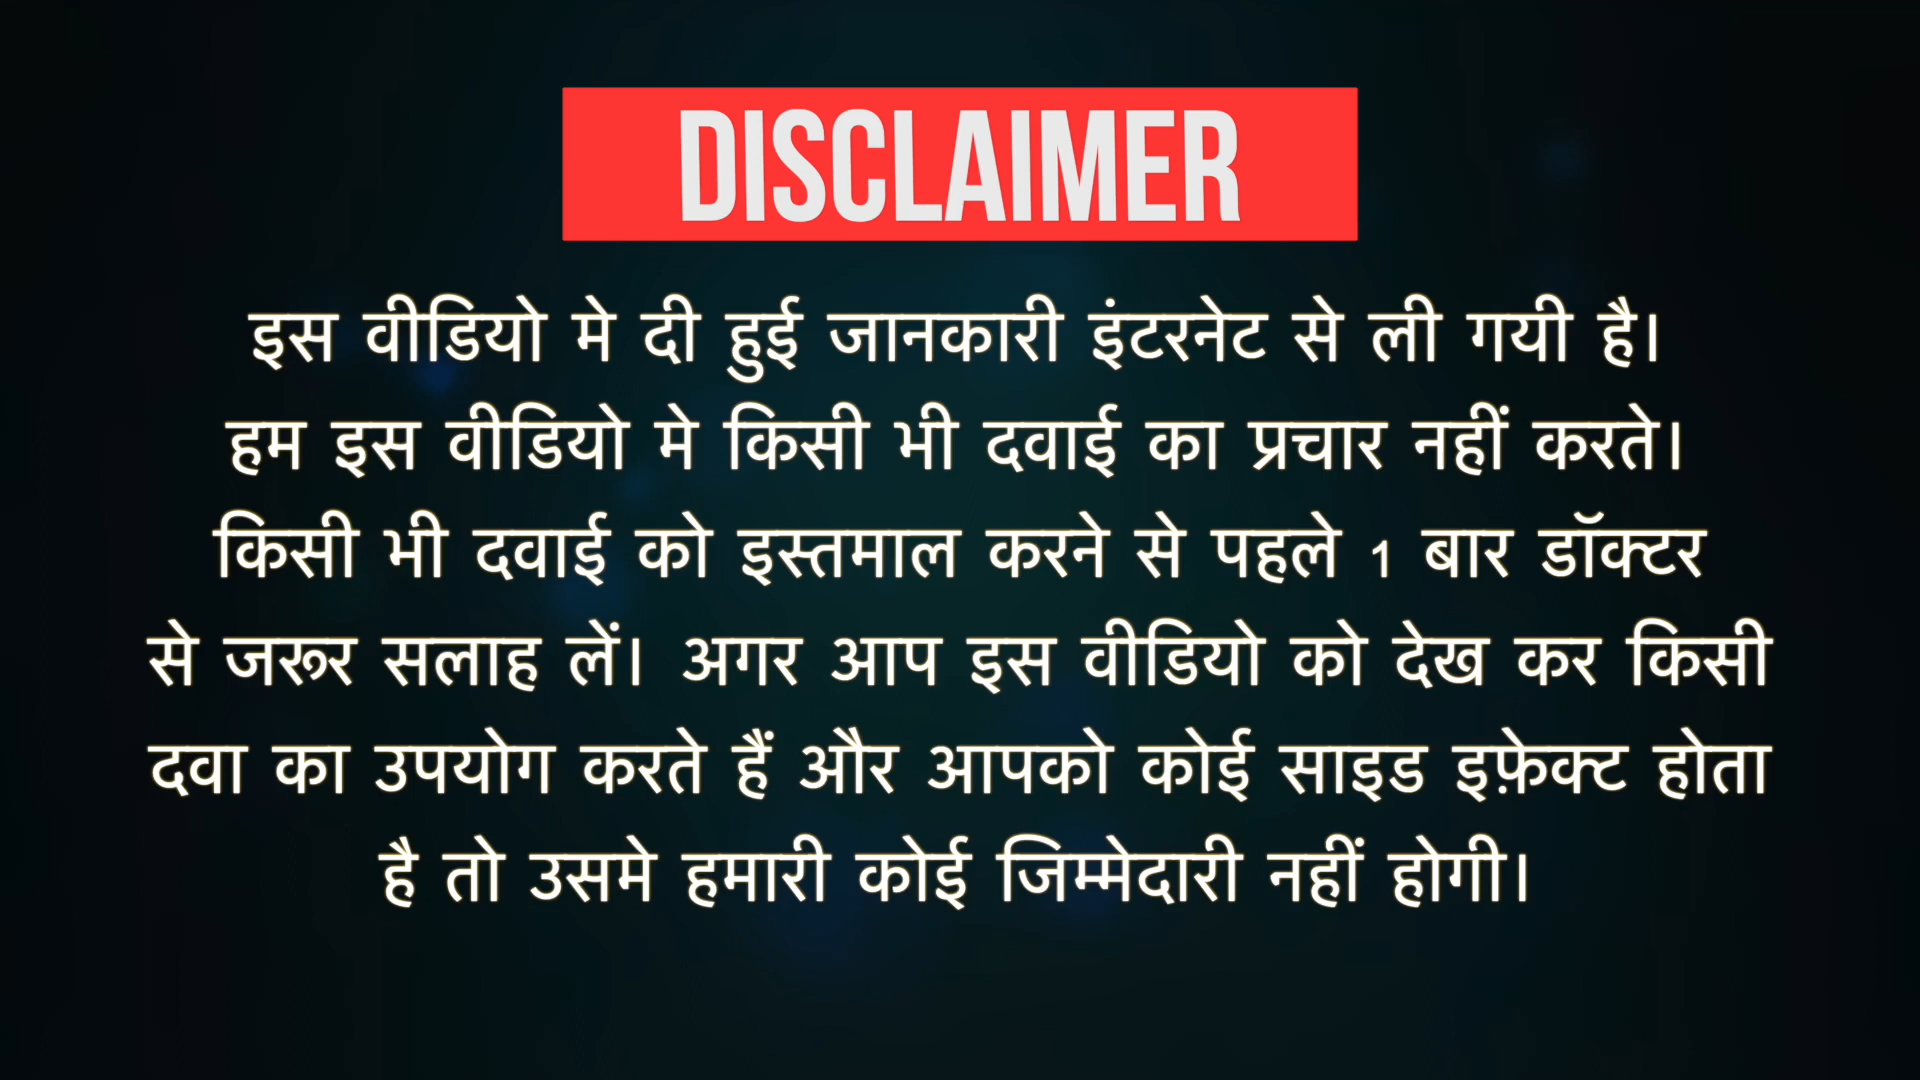 DISCLAIMER
इस वीडियो मे दी हुई जानकारी इंटरनेट से ली गयी है।
हम इस वीडियो मे किसी भी दवाई का प्रचार नहीं करते।
किसी भी दवाई को इस्तमाल करने से पहले 1 बार डॉक्टर
से जरूर सलाह लें। अगर आप इस वीडियो को देख कर किसी
दवा का उपयोग करते हैं और आपको कोई साइड इफ़ेक्ट होता
है तो उसमे हमारी कोई जिम्मेदारी नहीं होगी।